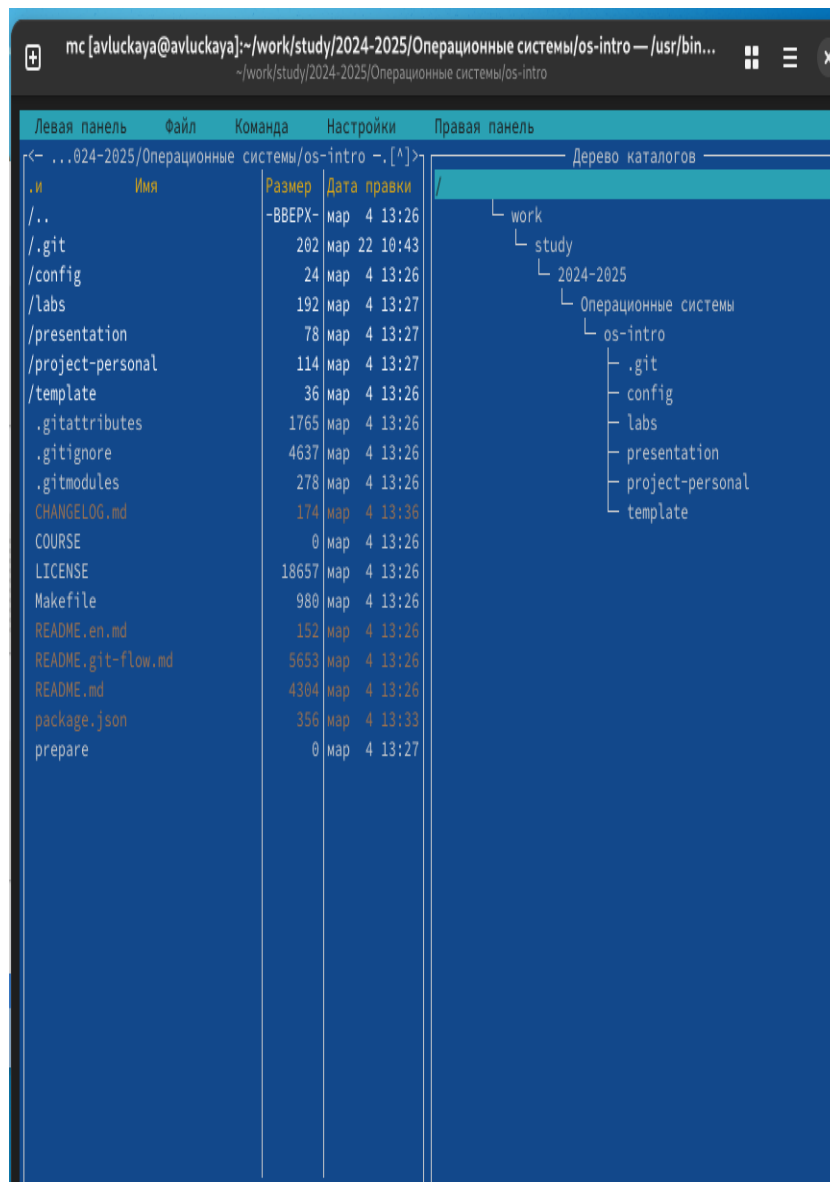 mc [avluckaya@avluckaya]:~/work/study/2024-2025/Операционные системы/os-intro — /usr/bin...
~/work/study/2024-2025/Операционные системы/os-intro
Левая панель Файл Команда Настройки Правая панель
<— ...024-2025/Операционные системы/os-intro —.[^]>
.и Имя Размер Дата правки
/.. -ВВЕРХ- мар 4 13:26
/.git 202 мар 22 10:43
/config 24 мар 4 13:26
/labs 192 мар 4 13:27
/presentation 78 мар 4 13:27
/project-personal 114 мар 4 13:27
/template 36 мар 4 13:26
.gitattributes 1765 мар 4 13:26
.gitignore 4637 мар 4 13:26
.gitmodules 278 мар 4 13:26
CHANGELOG.md 174 мар 4 13:36
COURSE 0 мар 4 13:26
LICENSE 18657 мар 4 13:26
Makefile 980 мар 4 13:26
README.en.md 152 мар 4 13:26
README.git-flow.md 5653 мар 4 13:26
README.md 4304 мар 4 13:26
package.json 356 мар 4 13:33
prepare 0 мар 4 13:27
Дерево каталогов
/
work
study
2024-2025
Операционные системы
os-intro
.git
config
labs
presentation
project-personal
template